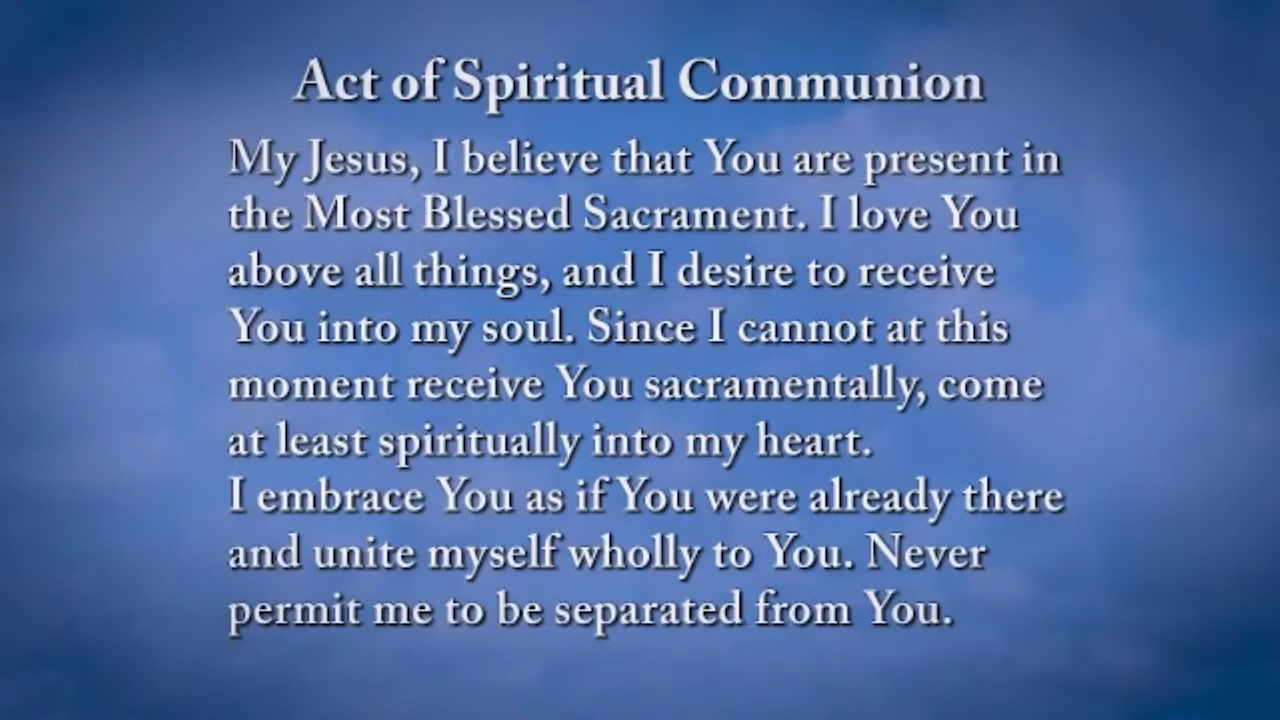 Act of Spiritual Communion
My Jesus, I believe that You are present in
the Most Blessed Sacrament. I love You
above all things, and I desire to receive
You into my soul. Since I cannot at this
moment receive You sacramentally, come
at least spiritually into my heart.
I embrace You as if You were already there
and unite myself wholly to You. Never
permit me to be separated from You.